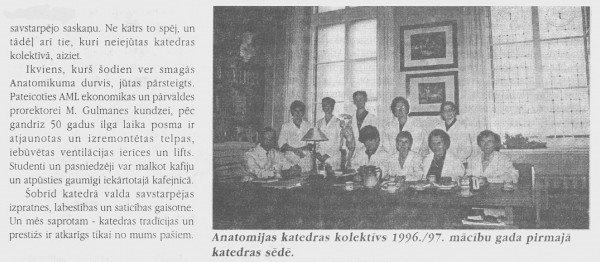 savstarpējo saskaņu. Ne katrs to spēj, un
tādēļ arī tie, kuri neiejūtas katedras
kolektīvā, aiziet.
Ikviens, kurš šodien ver smagās
Anatomikuma durvis, jūtas pārsteigts.
Pateicoties AML ekonomikas un pārvaldes
prorektorei M. Gulmanes kundzei, pēc
gandrīz 50 gadus ilga laika posma ir
atjaunotas un izremontētas telpas,
iebūvētas ventilācijas ierīces un lifts.
Studenti un pasniedzēji var malkot kafiju
un atpūsties gaumīgi iekārtotajā kafejnīcā.
Šobrīd katedrā valda savstarpējas
izpratnes, labestības un saticības gaisotne.
Un mēs saprotam - katedras tradīcijas un
prestižs ir atkarīgs tikai no mums pašiem.
Anatomijas katedras kolektīvs 1996./97. mācību gada pirmajā
katedras sēdē.